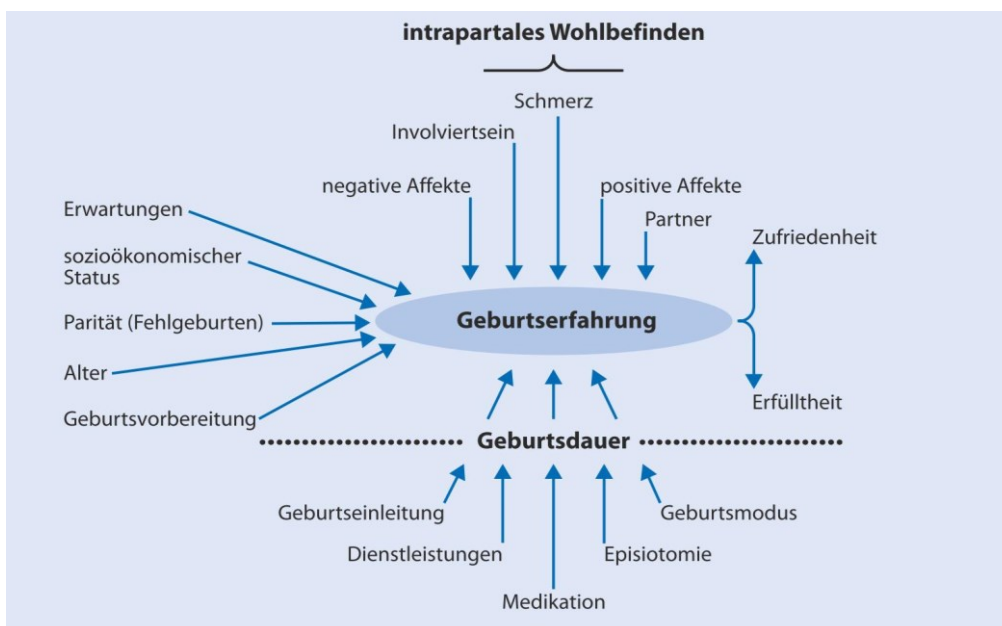 intrapartales Wohlbefinden
Schmerz
Involviertsein
negative Affekte
positive Affekte
Partner
Erwartungen
Zufriedenheit
sozioökonomischer
Status
Parität (Fehlgeburten)
Geburtserfahrung
Alter
Erfülltheit
Geburtsvorbereitung
Geburtsdauer
Geburtseinleitung
Geburtsmodus
Dienstleistungen
Episiotomie
Medikation